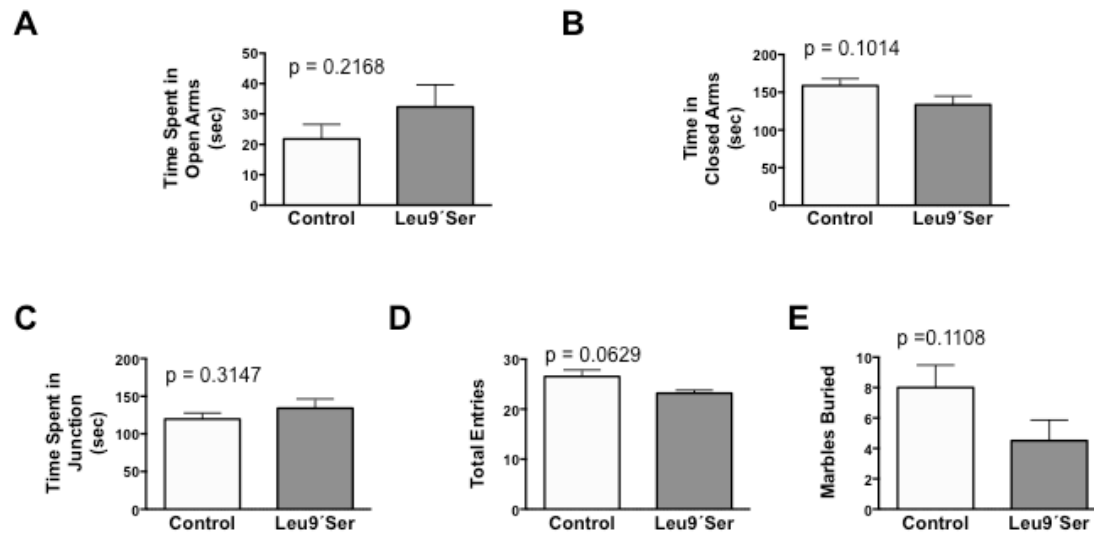 A
Time Spent in
Open Arms
(sec)
50
40
30
20
10
0
p = 0.2168
Control
Leu9´Ser
B
Time in
Closed Arms
(sec)
200
150
100
50
0
p = 0.1014
Control
Leu9´Ser
C
Time Spent in
Junction
(sec)
200
150
100
50
0
p = 0.3147
Control
Leu9´Ser
D
Total Entries
30
20
10
0
p = 0.0629
Control
Leu9´Ser
E
Marbles Buried
10
8
6
4
2
0
p =0.1108
Control
Leu9´Ser